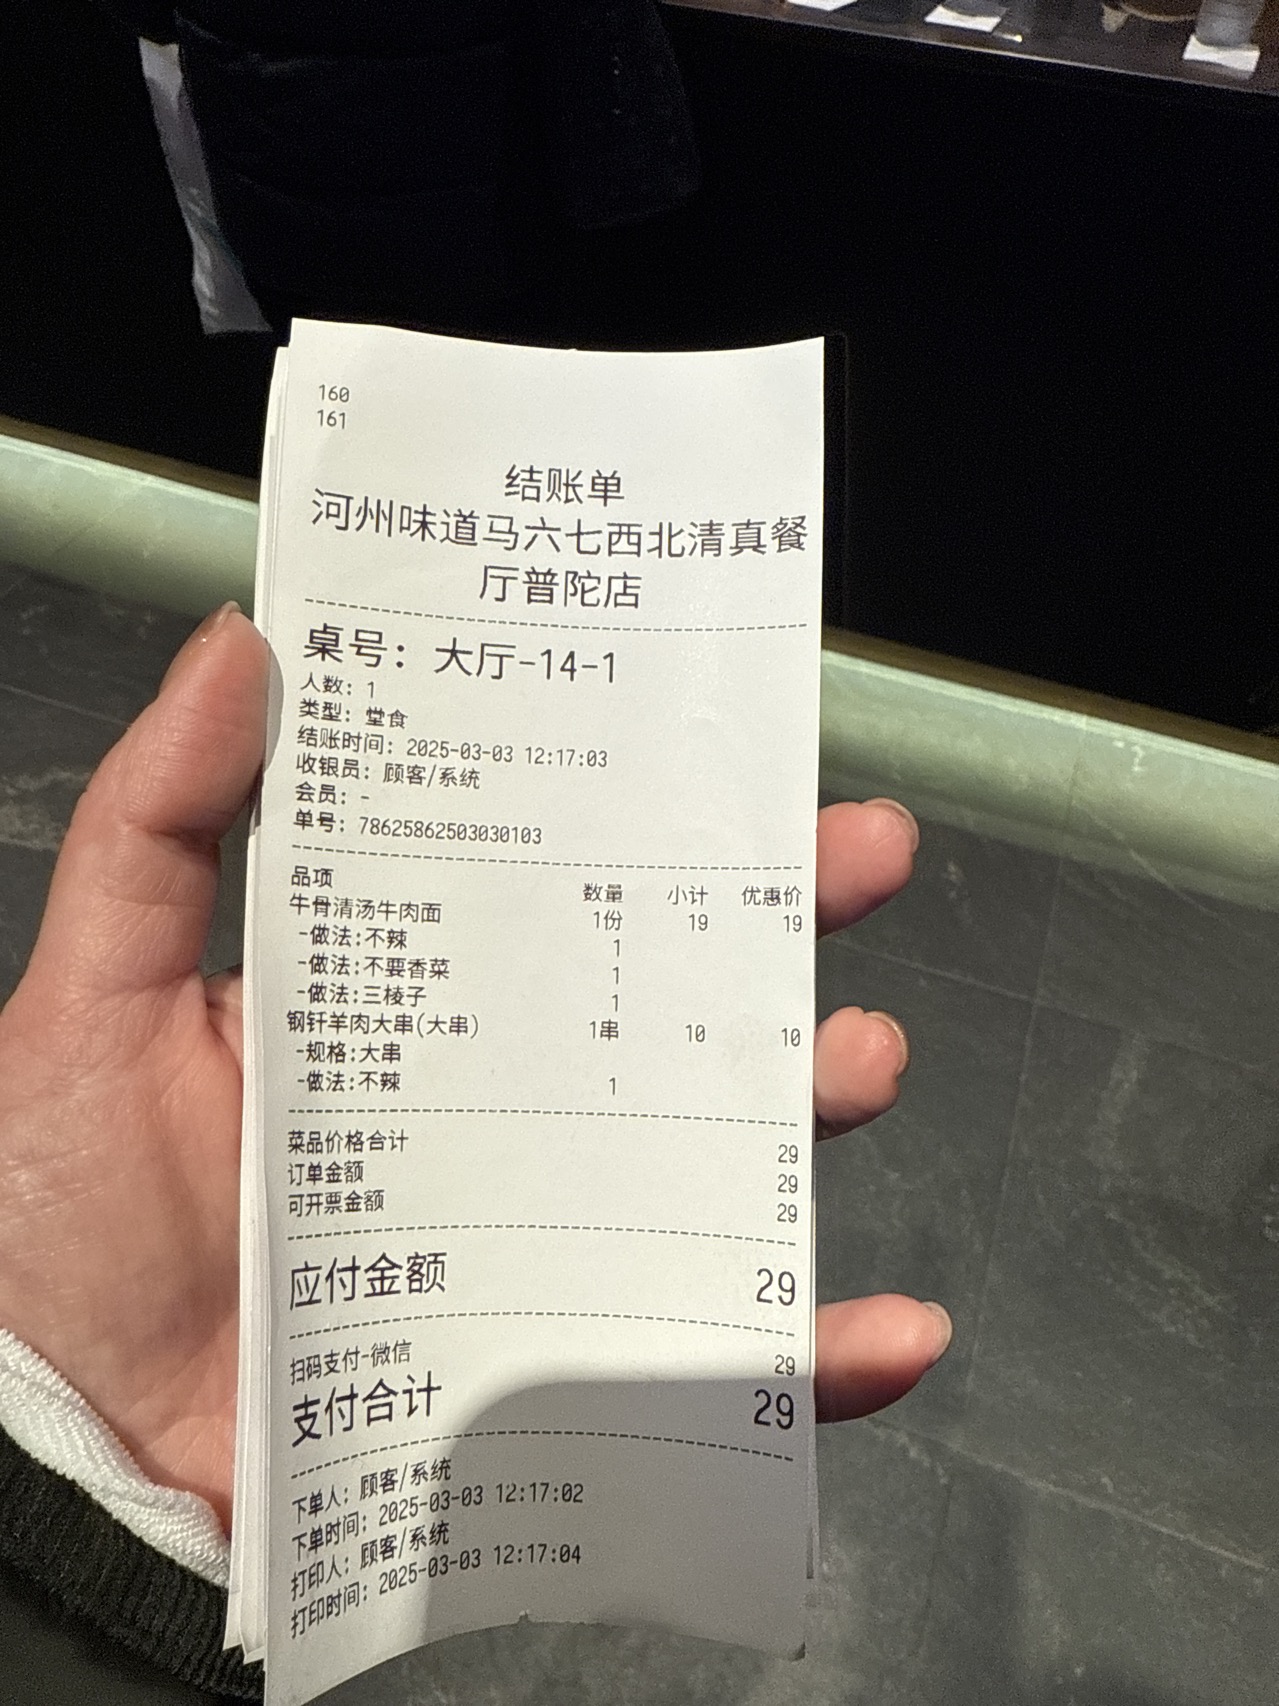 160
161
结账单
河州味道马六七西北清真餐
厅普陀店
桌号：大厅-14-1
人数：1
类型：堂食
结账时间：2025-03-03 12:17:03
收银员：顾客/系统
会员：-
单号：78625862503030103
品项 数量 小计 优惠价
牛骨清汤牛肉面 1份 19 19
-做法:不辣 1
-做法:不要香菜 1
-做法:三棱子 1
钢钎羊肉大串(大串) 1串 10 10
-规格:大串
-做法:不辣 1
菜品价格合计 29
订单金额 29
可开票金额 29
应付金额 29
扫码支付-微信 29
支付合计 29
下单人：顾客/系统
下单时间：2025-03-03 12:17:02
打印人：顾客/系统
打印时间：2025-03-03 12:17:04